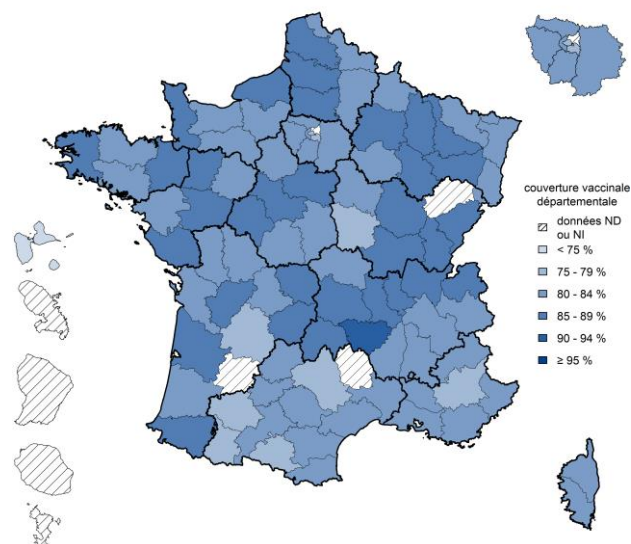 couverture vaccinale
départementale
données ND
ou NI
< 75 %
75 - 79 %
80 - 84 %
85 - 89 %
90 - 94 %
≥ 95 %